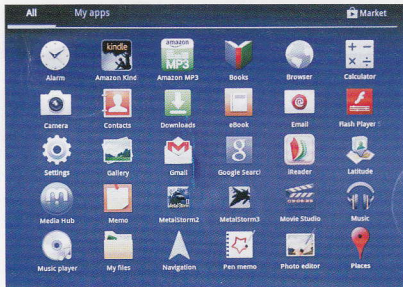 All My apps Market
kindle amazon MP3
Alarm Amazon Kind Amazon MP3 Books Browser Calculator
Camera Contacts Downloads eBook Email Flash Player S
Settings Gallery Gmail Google Searcl iReader Latitude
Media Hub Memo MetalStorm2 MetalStorm3 Movie Studio Music
Music player My files Navigation Pen memo Photo editor Places